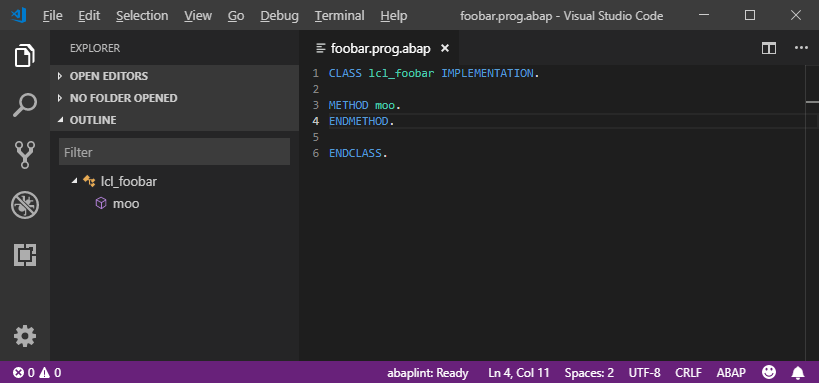 File Edit Selection View Go Debug Terminal Help foobar.prog.abap - Visual Studio Code
EXPLORER
OPEN EDITORS
NO FOLDER OPENED
OUTLINE
Filter
lcl_foobar
moo
foobar.prog.abap
1 CLASS lcl_foobar IMPLEMENTATION.
2
3 METHOD moo.
4 ENDMETHOD.
5
6 ENDCLASS.
0 0 abaplint: Ready Ln 4, Col 11 Spaces: 2 UTF-8 CRLF ABAP